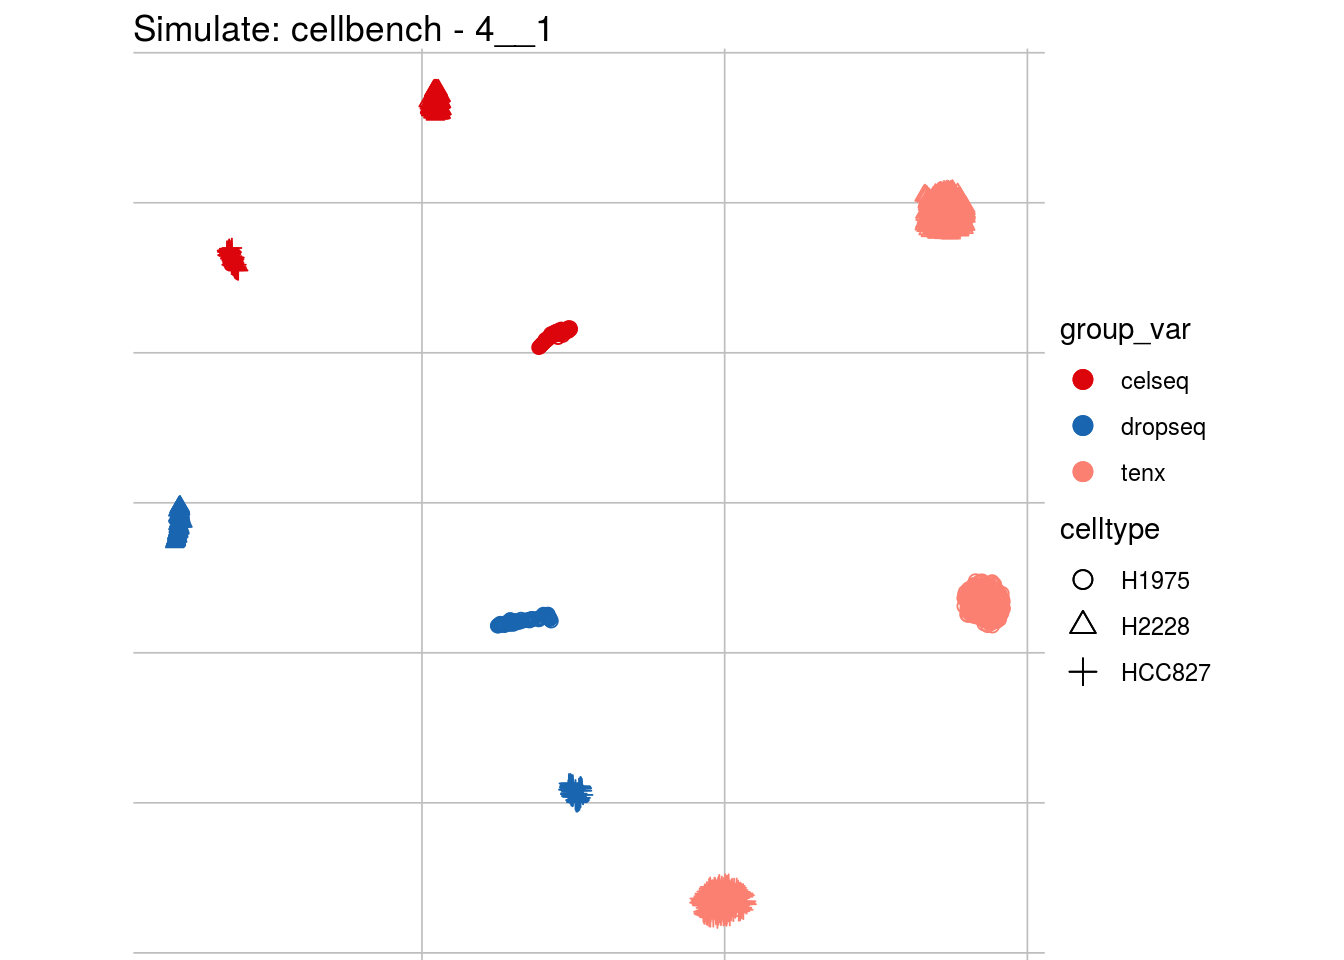 Simulate: cellbench - 4__1
group_var
celseq
dropseq
tenx
celltype
H1975
H2228
HCC827